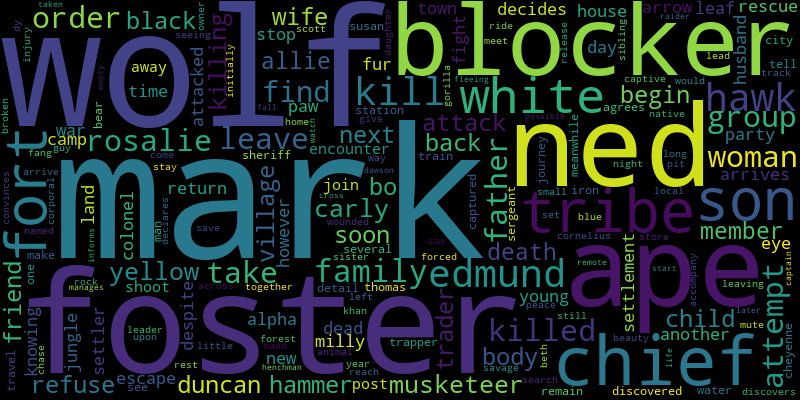 order black wife decides house arrow leaf rescue
killing stop susan town fight day husband city tell track
wolf blocker
allie fur away time paw find kill white begin hawk group
fort rosalie leave next attack back tribe ned son woman
mark
camp war village encounter father party arrives member
return join bo carly soon death eye
land colonel however several captured
friend yellow take family edmund ape
foster
settler despite alpha dead milly trader killed young settlement child another attempt
jungle escape new body chief
refuse duncan hammer post musketeer
knowing shoot thomas trapper forest
attacked bear station train sheriff
initially scott seeing dy owner taken injury broken empty
fang guy arrive stay come way dawson
convinces named corporal make man declares save
home give watch fall daughter gorilla sibling
ride meet raider release fleeing captive would lead
agrees native meanwhile journey night long pit
small iron local sergeant set blue cornelius store
sister wounded forced say cross
informs one rock manages across together detail left
leader upon little khan year reach
travel chase see rest hand henchman animal
remote start accompany leaving captain later mute
peace still possible beauty cheyenne
savage beth search remain discovered life water discovers